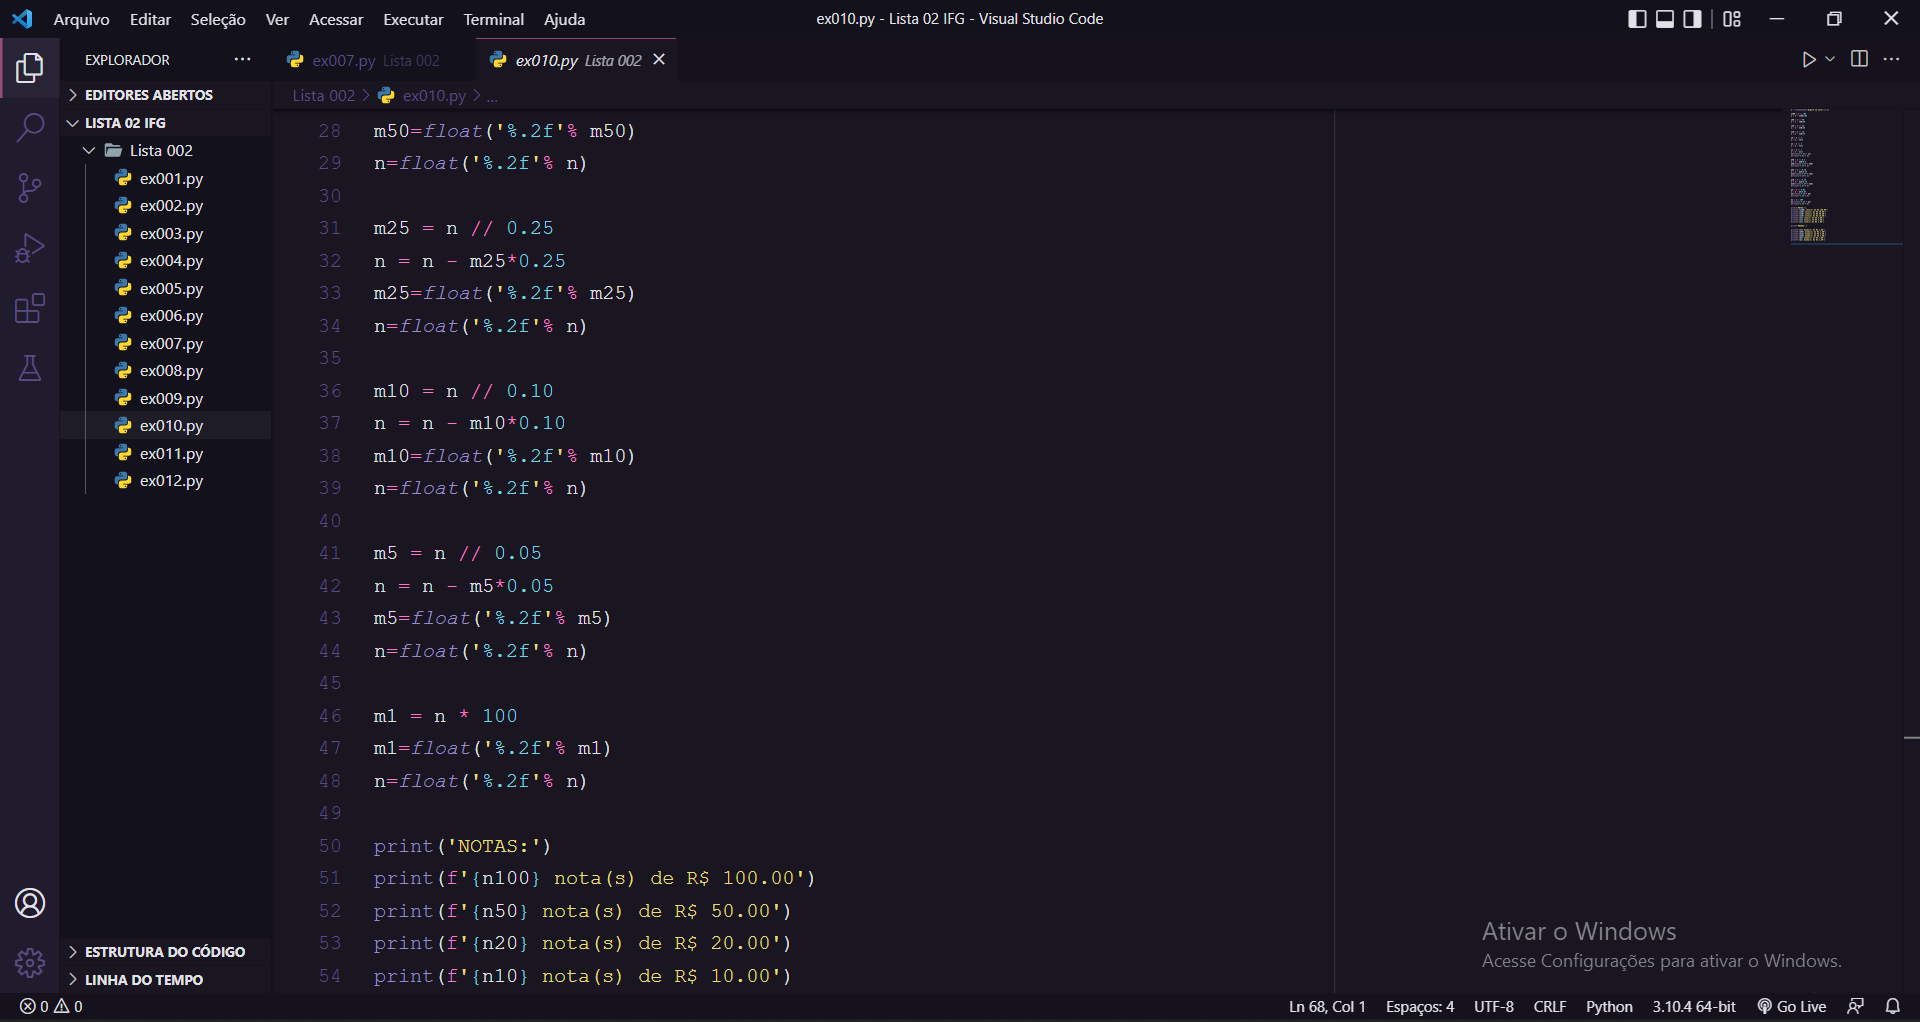 Arquivo Editar Seleção Ver Acessar Executar Terminal Ajuda
ex010.py - Lista 02 IFG - Visual Studio Code
EXPLORADOR
ex007.py Lista 002
ex010.py Lista 002
EDITORES ABERTOS
Lista 002 > ex010.py > ...
LISTA 02 IFG
Lista 002
ex001.py
ex002.py
ex003.py
ex004.py
ex005.py
ex006.py
ex007.py
ex008.py
ex009.py
ex010.py
ex011.py
ex012.py
28 m50=float('%.2f'% m50)
29 n=float('%.2f'% n)
30
31 m25 = n // 0.25
32 n = n - m25*0.25
33 m25=float('%.2f'% m25)
34 n=float('%.2f'% n)
35
36 m10 = n // 0.10
37 n = n - m10*0.10
38 m10=float('%.2f'% m10)
39 n=float('%.2f'% n)
40
41 m5 = n // 0.05
42 n = n - m5*0.05
43 m5=float('%.2f'% m5)
44 n=float('%.2f'% n)
45
46 m1 = n * 100
47 m1=float('%.2f'% m1)
48 n=float('%.2f'% n)
49
50 print('NOTAS:')
51 print(f'{n100} nota(s) de R$ 100.00')
52 print(f'{n50} nota(s) de R$ 50.00')
53 print(f'{n20} nota(s) de R$ 20.00')
54 print(f'{n10} nota(s) de R$ 10.00')
Ativar o Windows
Acesse Configurações para ativar o Windows.
ESTRUTURA DO CÓDIGO
LINHA DO TEMPO
0 0
Ln 68, Col 1 Espaços: 4 UTF-8 CRLF Python 3.10.4 64-bit Go Live